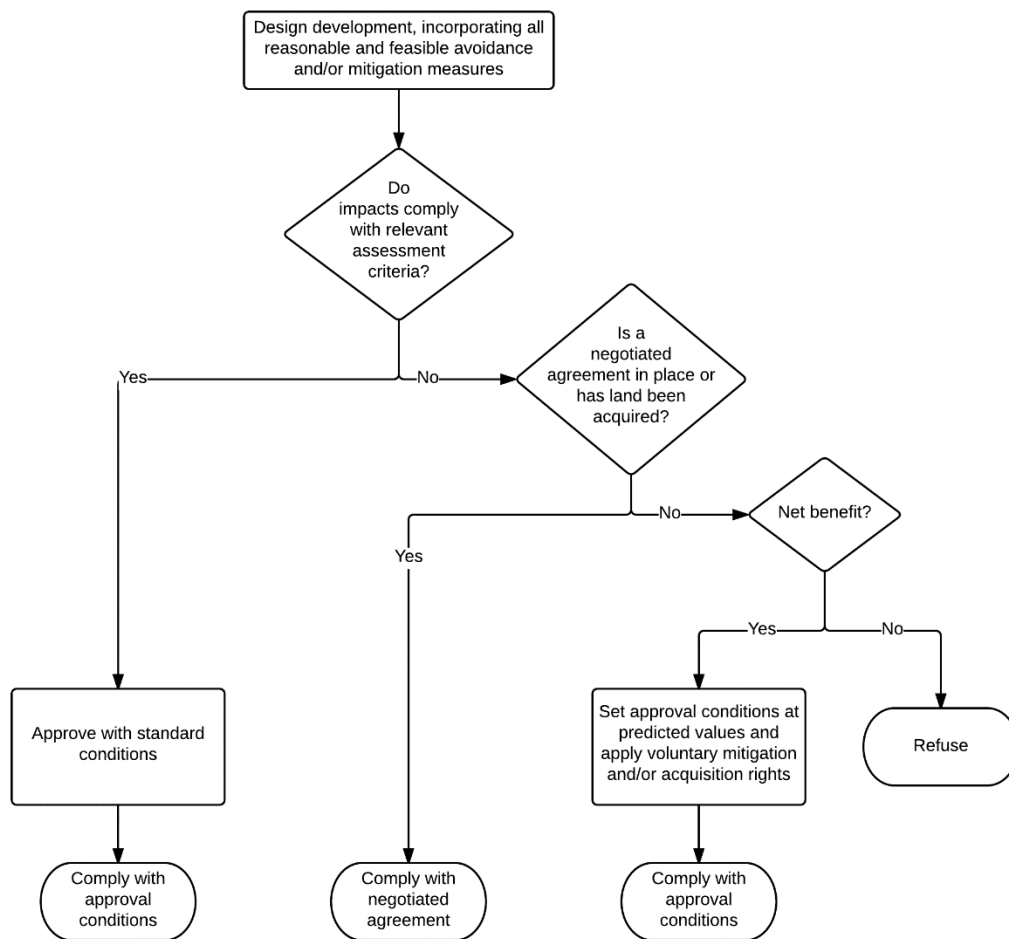 Design development, incorporating all
reasonable and feasible avoidance
and/or mitigation measures
Do
impacts comply
with relevant
assessment
criteria?
Is a
negotiated
agreement in place or
has land been
acquired?
Yes
No
Net benefit?
Yes
No
Yes
No
Approve with standard
conditions
Set approval conditions at
predicted values and
apply voluntary mitigation
and/or acquisition rights
Refuse
Comply with
approval
conditions
Comply with
negotiated
agreement
Comply with
approval
conditions